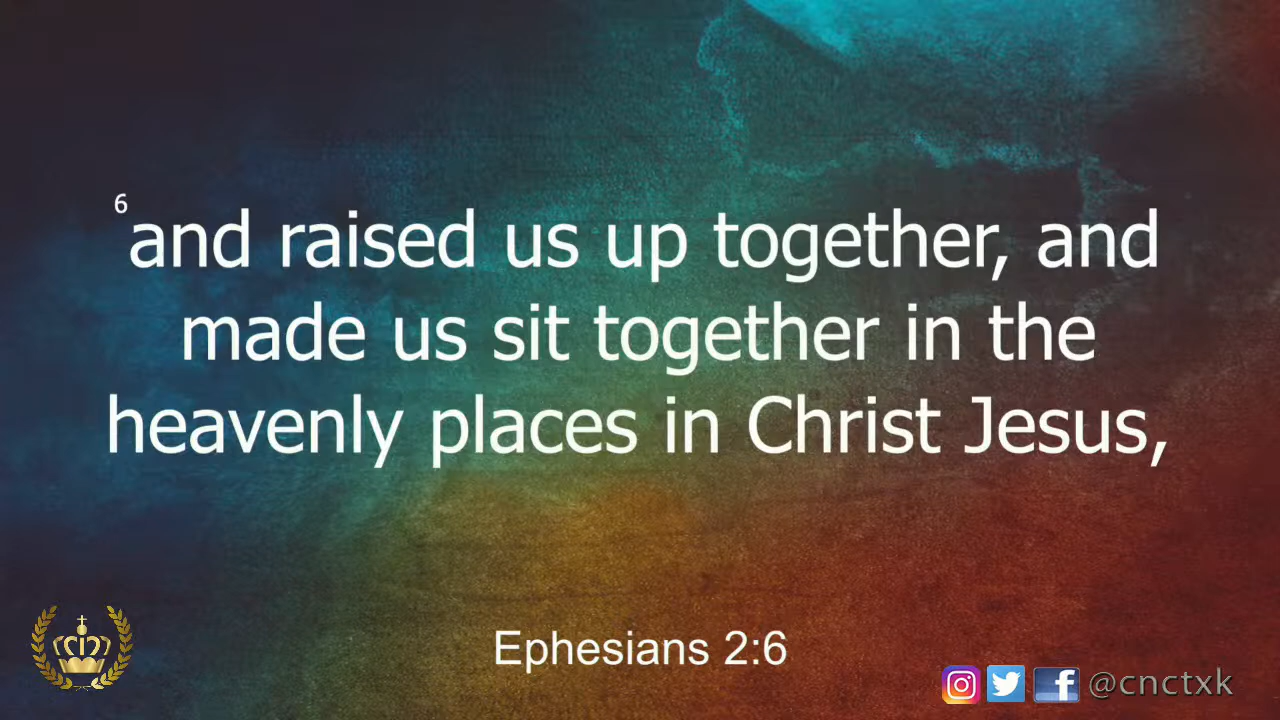 6and raised us up together, and
made us sit together in the
heavenly places in Christ Jesus,
Ephesians 2:6
@cnctxk